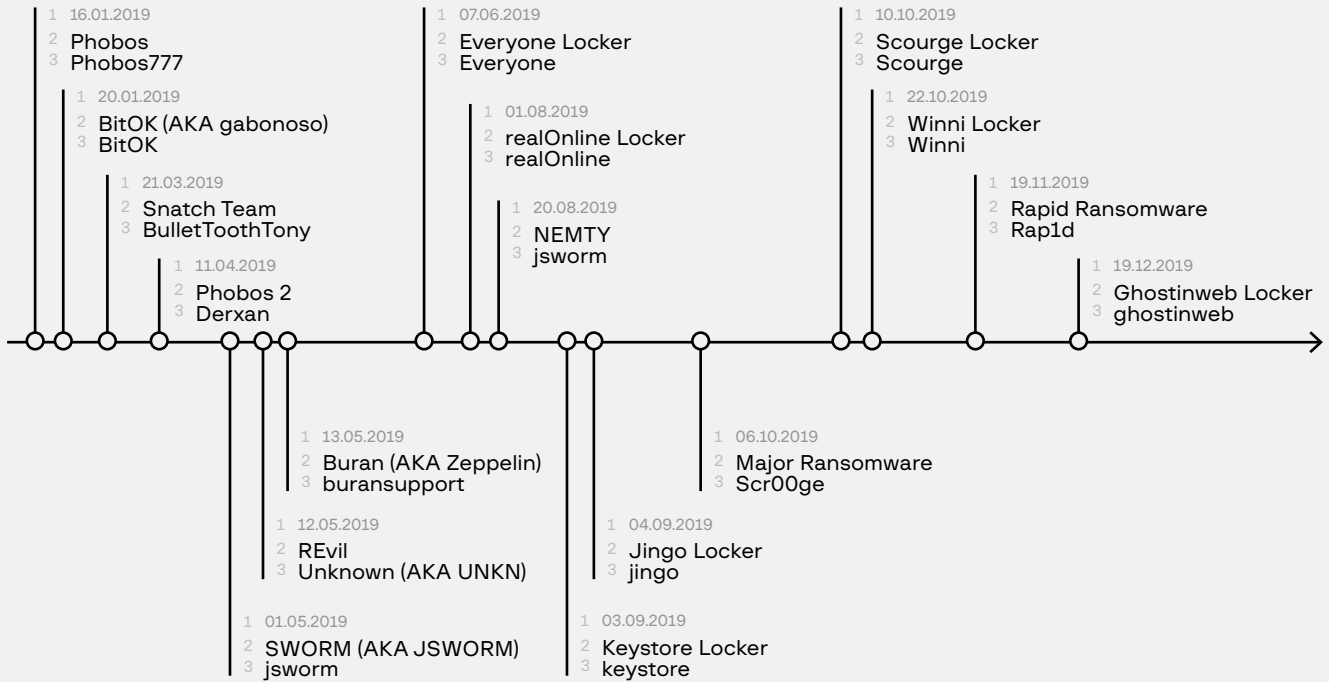 1 16.01.2019
2 Phobos
3 Phobos777
1 20.01.2019
2 BitOK (AKA gabonoso)
3 BitOK
1 21.03.2019
2 Snatch Team
3 BulletToothTony
1 11.04.2019
2 Phobos 2
3 Derxan
1 07.06.2019
2 Everyone Locker
3 Everyone
1 01.08.2019
2 realOnline Locker
3 realOnline
1 20.08.2019
2 NEMTY
3 jsworm
1 10.10.2019
2 Scourge Locker
3 Scourge
1 22.10.2019
2 Winni Locker
3 Winni
1 19.11.2019
2 Rapid Ransomware
3 Rap1d
1 19.12.2019
2 Ghostinweb Locker
3 ghostinweb
1 13.05.2019
2 Buran (AKA Zeppelin)
3 buransupport
1 12.05.2019
2 REvil
3 Unknown (AKA UNKN)
1 01.05.2019
2 SWORM (AKA JSWORM)
3 jsworm
1 06.10.2019
2 Major Ransomware
3 Scr00ge
1 04.09.2019
2 Jingo Locker
3 jingo
1 03.09.2019
2 Keystore Locker
3 keystore